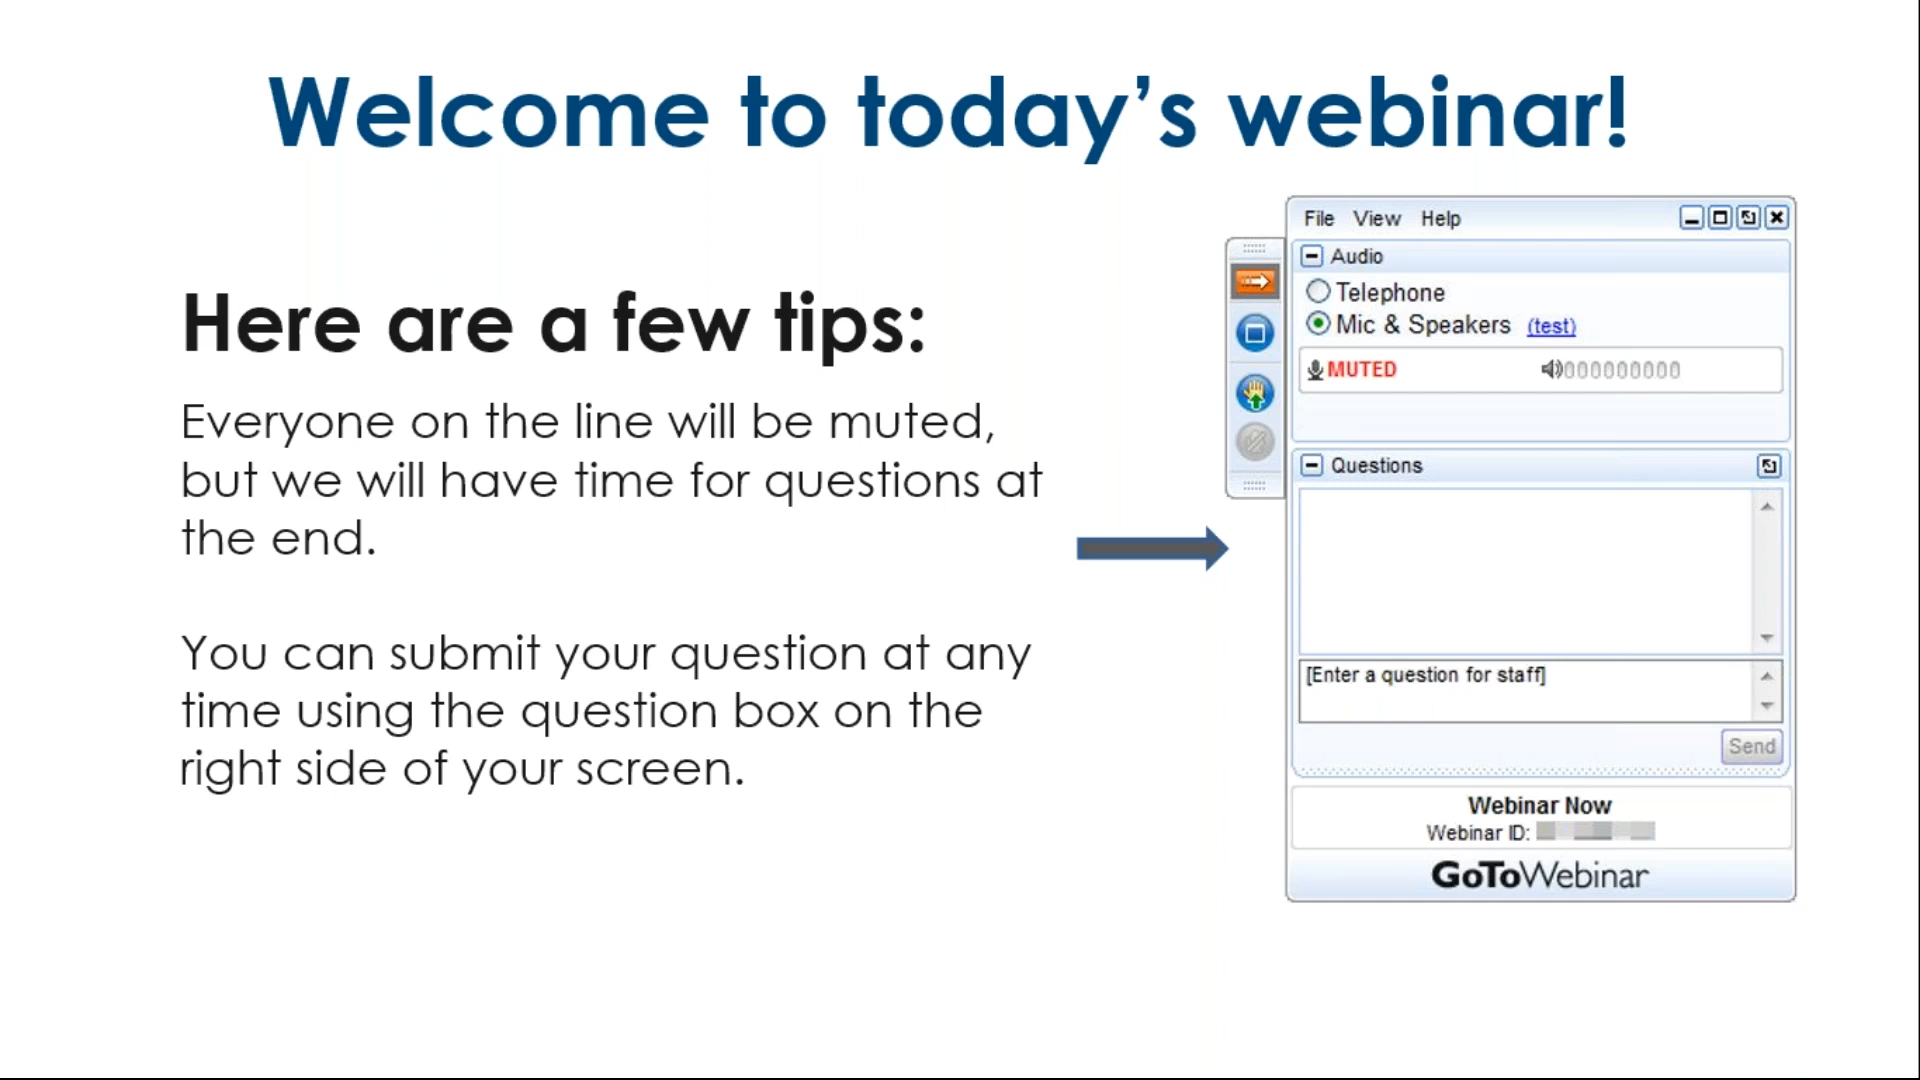 Welcome to today’s webinar!
Here are a few tips:
Everyone on the line will be muted,
but we will have time for questions at
the end.
You can submit your question at any
time using the question box on the
right side of your screen.
File View Help
Audio
Telephone
Mic & Speakers (test)
MUTED
Questions
[Enter a question for staff]
Send
Webinar Now
Webinar ID:
GoToWebinar